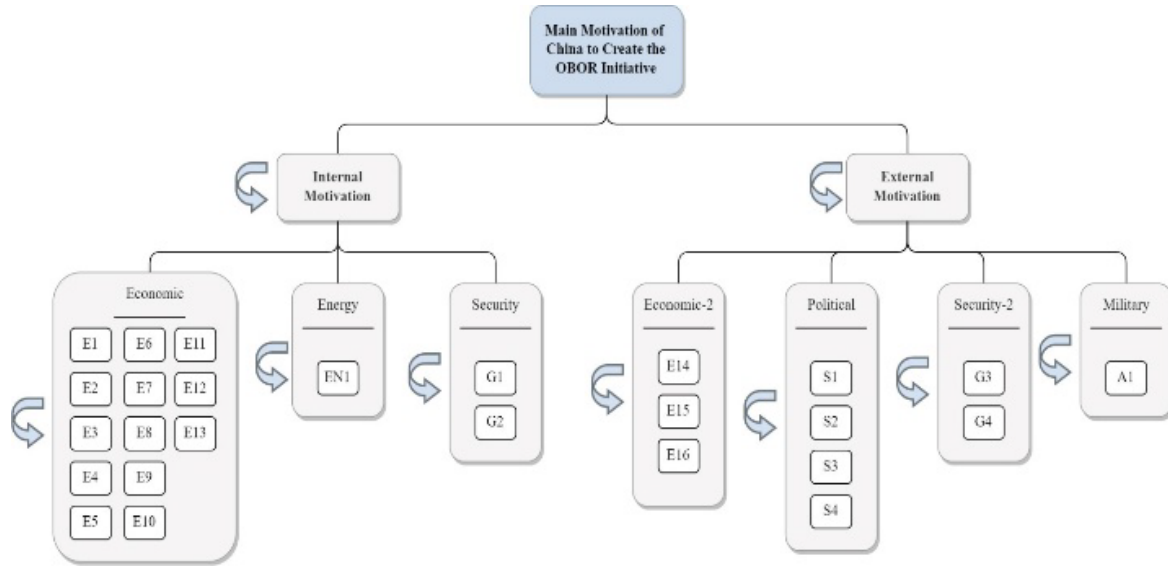 Main Motivation of
China to Create the
OBOR Initiative
Internal
Motivation
External
Motivation
Economic
E1 E6 E11
E2 E7 E12
E3 E8 E13
E4 E9
E5 E10
Energy
EN1
Security
G1
G2
Economic-2
E14
E15
E16
Political
S1
S2
S3
S4
Security-2
G3
G4
Military
A1